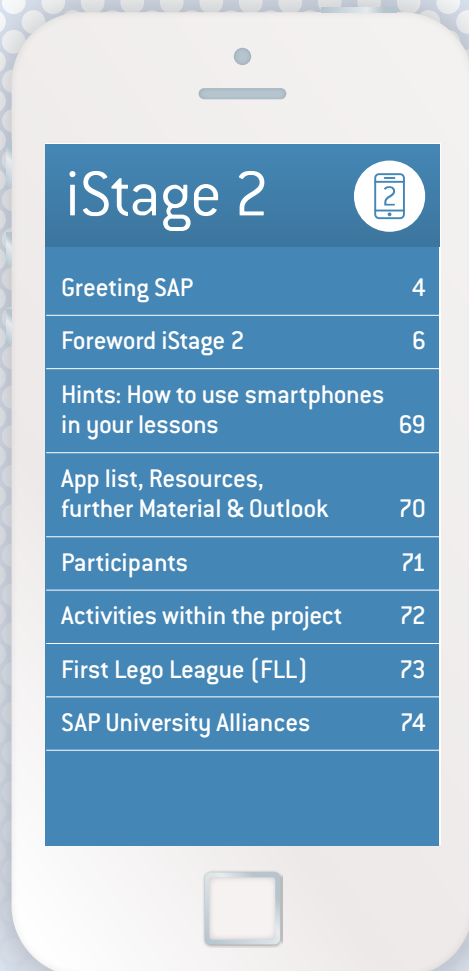 iStage 2
2
Greeting SAP 4
Foreword iStage 2 6
Hints: How to use smartphones
in your lessons 69
App list, Resources,
further Material & Outlook 70
Participants 71
Activities within the project 72
First Lego League (FLL) 73
SAP University Alliances 74